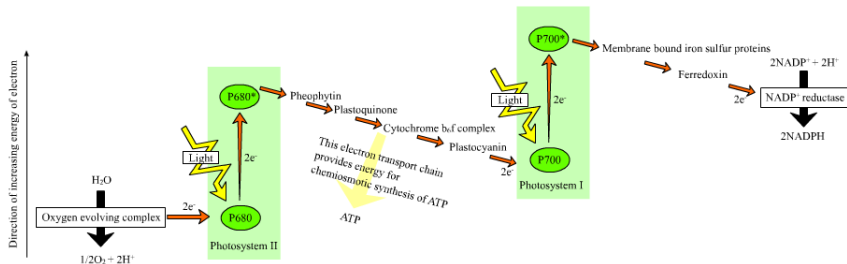 Direction of increasing energy of electron
H₂O
Oxygen evolving complex
1/2O₂ + 2H⁺
2e⁻
Light
P680
2e⁻
P680*
Photosystem II
Pheophytin
Plastoquinone
Cytochrome b₆f complex
Plastocyanin
This electron transport chain
provides energy for
chemiosmotic synthesis of ATP
ATP
2e⁻
Light
P700
2e⁻
P700*
Photosystem I
Membrane bound iron sulfur proteins
Ferredoxin
2e⁻
2NADP⁺ + 2H⁺
NADP⁺ reductase
2NADPH